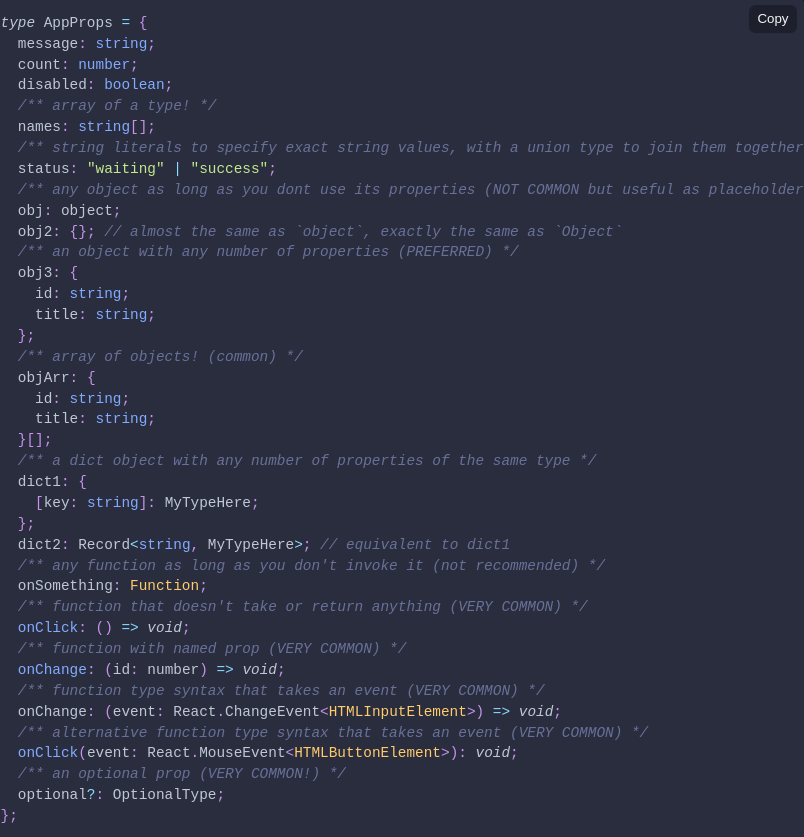 Copy
type AppProps = {
  message: string;
  count: number;
  disabled: boolean;
  /** array of a type! */
  names: string[];
  /** string literals to specify exact string values, with a union type to join them together
  status: "waiting" | "success";
  /** any object as long as you dont use its properties (NOT COMMON but useful as placeholder
  obj: object;
  obj2: {}; // almost the same as `object`, exactly the same as `Object`
  /** an object with any number of properties (PREFERRED) */
  obj3: {
    id: string;
    title: string;
  };
  /** array of objects! (common) */
  objArr: {
    id: string;
    title: string;
  }[];
  /** a dict object with any number of properties of the same type */
  dict1: {
    [key: string]: MyTypeHere;
  };
  dict2: Record<string, MyTypeHere>; // equivalent to dict1
  /** any function as long as you don't invoke it (not recommended) */
  onSomething: Function;
  /** function that doesn't take or return anything (VERY COMMON) */
  onClick: () => void;
  /** function with named prop (VERY COMMON) */
  onChange: (id: number) => void;
  /** function type syntax that takes an event (VERY COMMON) */
  onChange: (event: React.ChangeEvent<HTMLInputElement>) => void;
  /** alternative function type syntax that takes an event (VERY COMMON) */
  onClick(event: React.MouseEvent<HTMLButtonElement>): void;
  /** an optional prop (VERY COMMON!) */
  optional?: OptionalType;
};